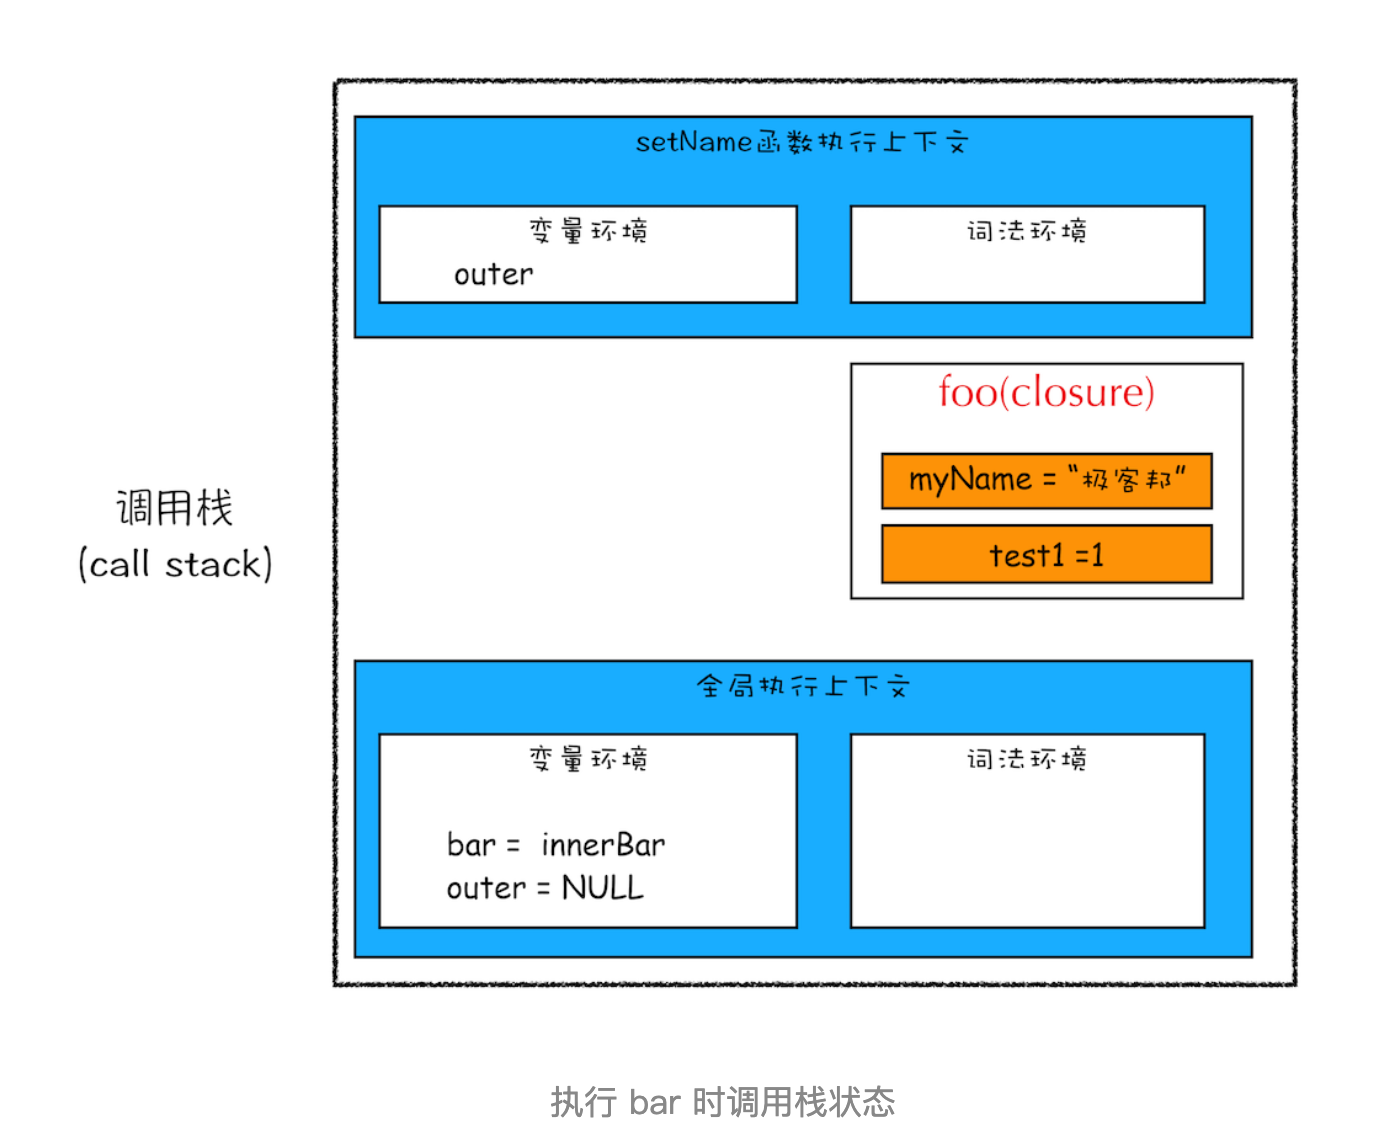 setName函数执行上下文
变量环境
outer
词法环境
foo(closure)
myName = “极客邦”
test1 =1
调用栈
(call stack)
全局执行上下文
变量环境
bar = innerBar
outer = NULL
词法环境
执行 bar 时调用栈状态